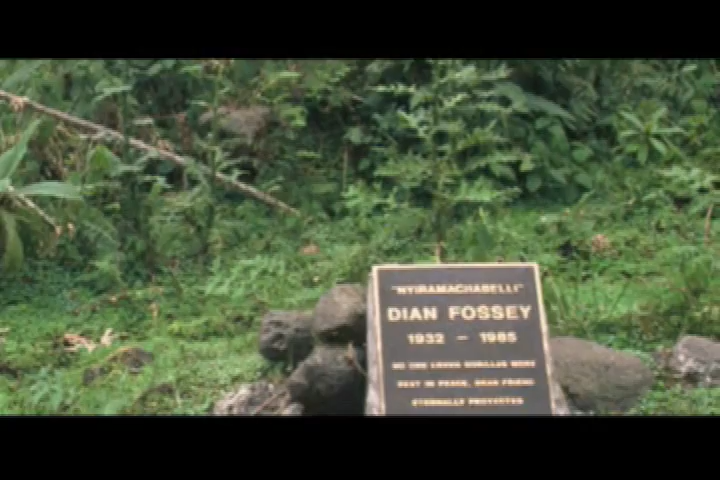 "NYIRAMACHABELLI"
DIAN FOSSEY
1932 – 1985
NO ONE LOVED GORILLAS MORE
REST IN PEACE, DEAR FRIEND
ETERNALLY PROTECTED